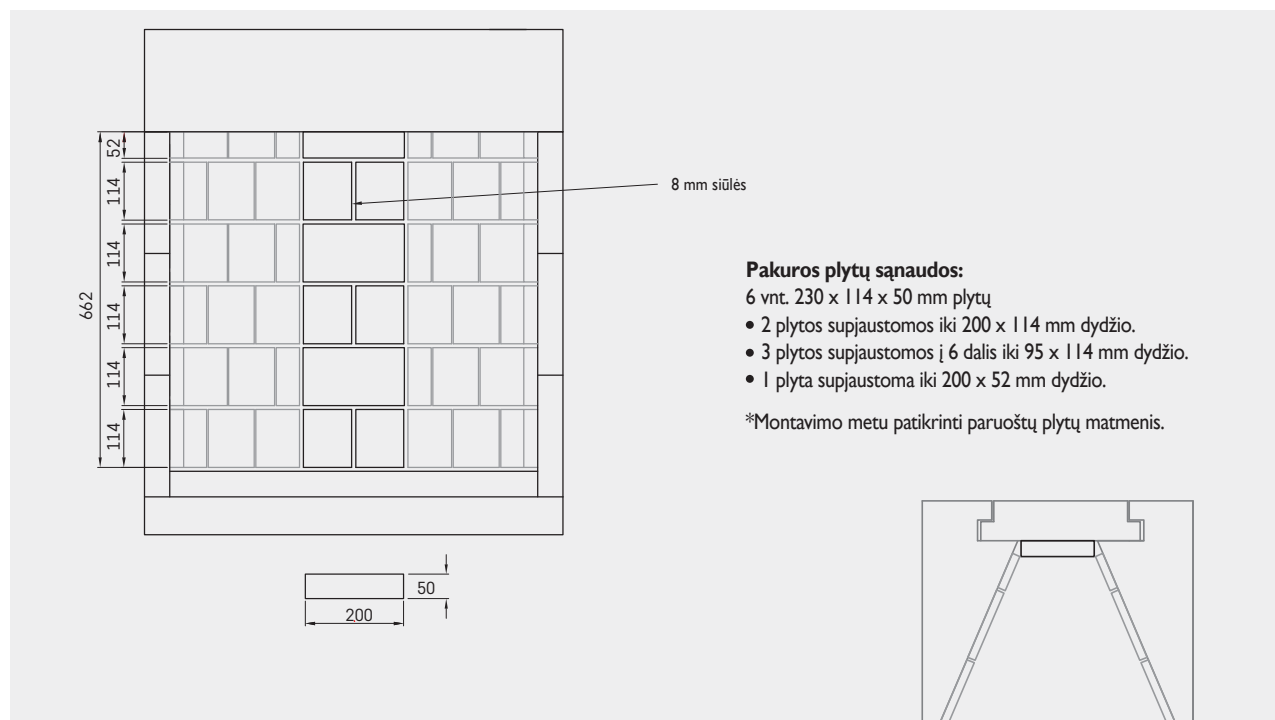 52
114
114
114
114
114
662
8 mm siūlės
Pakuros plytų sąnaudos:
6 vnt. 230 x 114 x 50 mm plytų
• 2 plytos supjaustomos iki 200 x 114 mm dydžio.
• 3 plytos supjaustomos į 6 dalis iki 95 x 114 mm dydžio.
• 1 plyta supjaustoma iki 200 x 52 mm dydžio.
*Montavimo metu patikrinti paruoštų plytų matmenis.
50
200